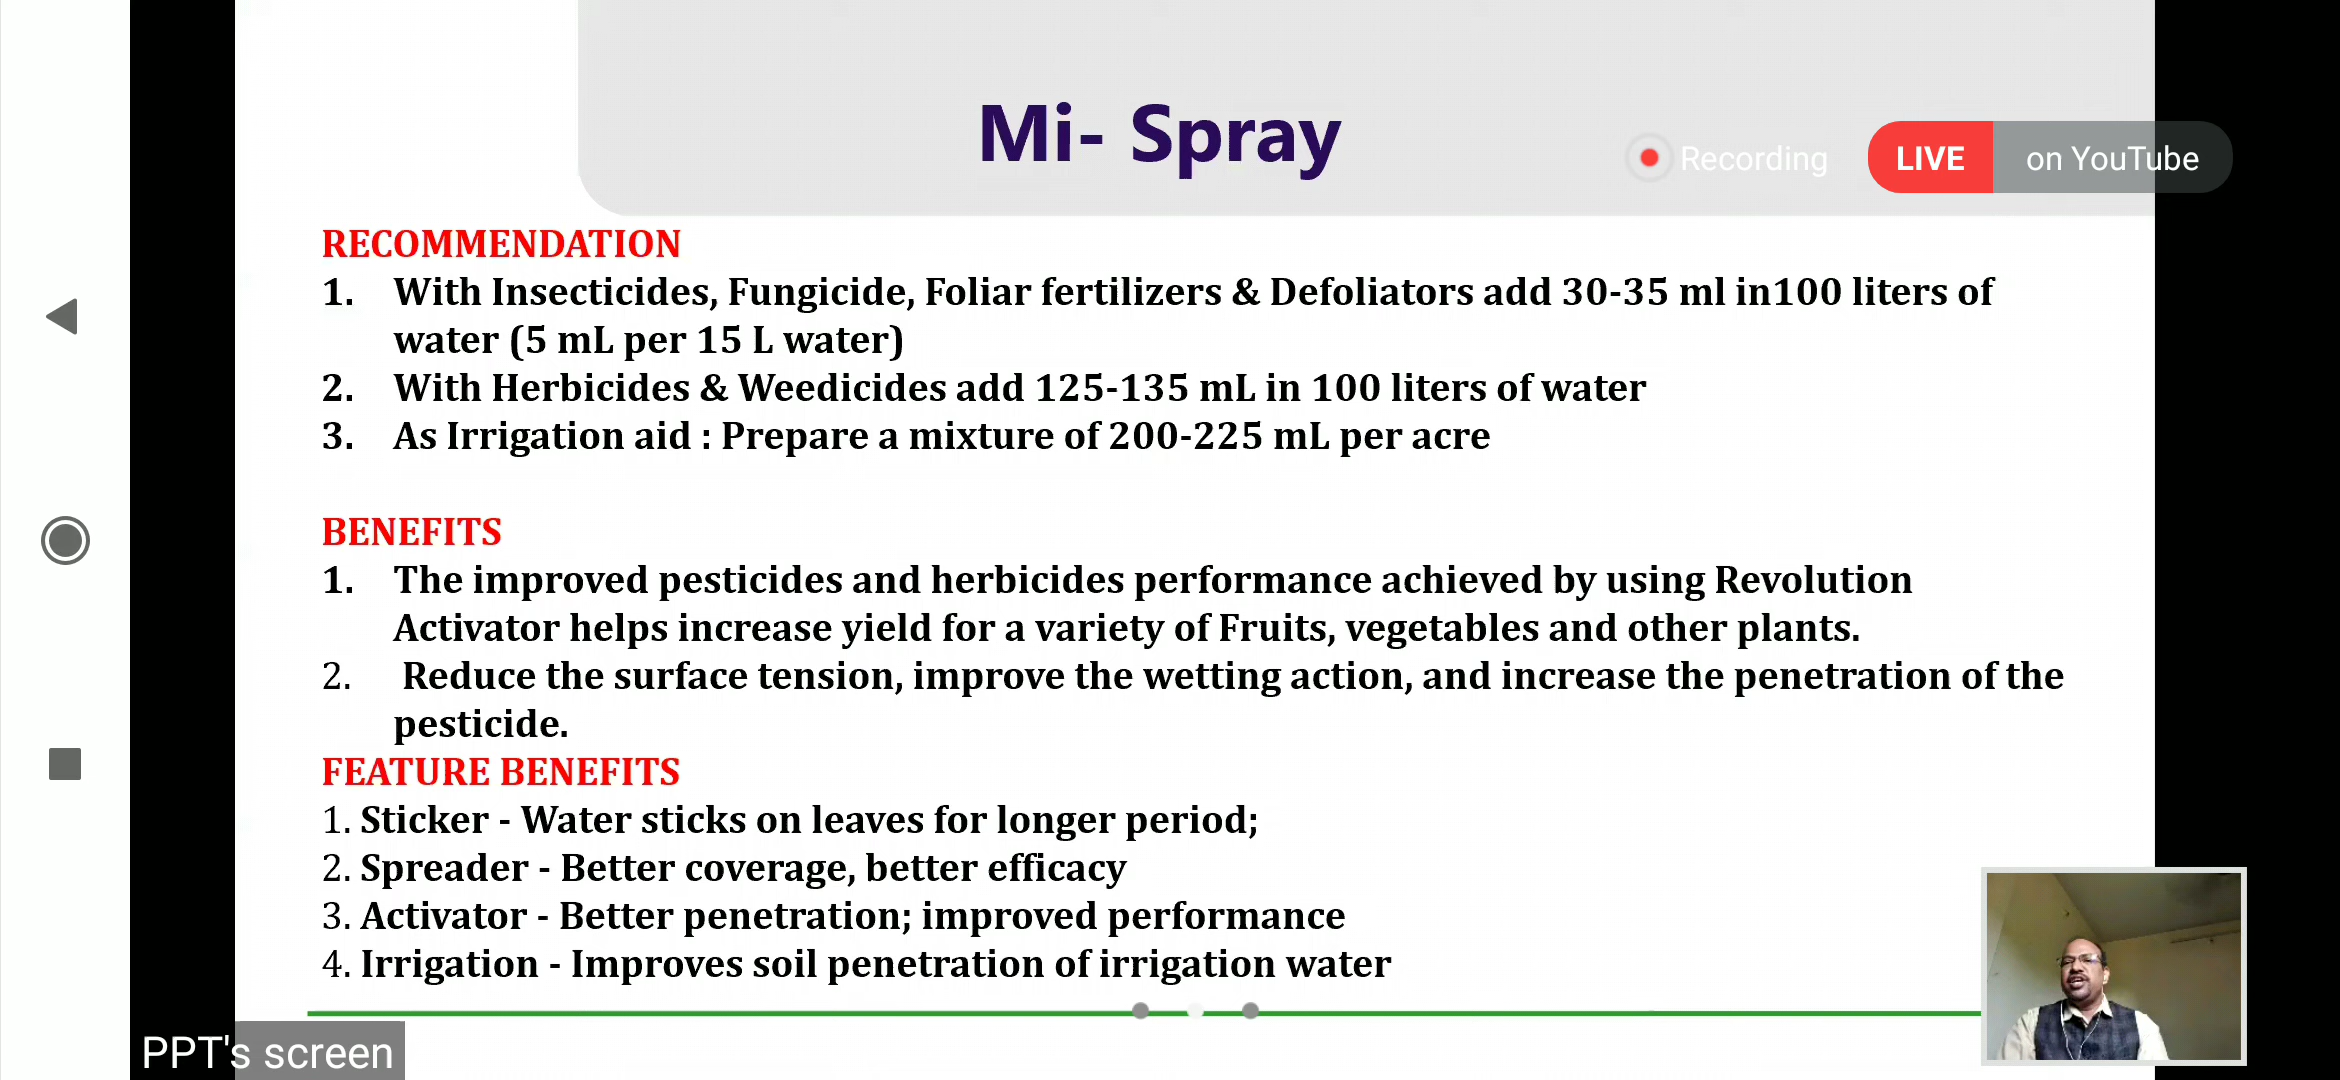 Mi- Spray
Recording
LIVE on YouTube
RECOMMENDATION
1. With Insecticides, Fungicide, Foliar fertilizers & Defoliators add 30-35 ml in100 liters of
water (5 mL per 15 L water)
2. With Herbicides & Weedicides add 125-135 mL in 100 liters of water
3. As Irrigation aid : Prepare a mixture of 200-225 mL per acre
BENEFITS
1. The improved pesticides and herbicides performance achieved by using Revolution
Activator helps increase yield for a variety of Fruits, vegetables and other plants.
2. Reduce the surface tension, improve the wetting action, and increase the penetration of the
pesticide.
FEATURE BENEFITS
1. Sticker - Water sticks on leaves for longer period;
2. Spreader - Better coverage, better efficacy
3. Activator - Better penetration; improved performance
4. Irrigation - Improves soil penetration of irrigation water
PPT's screen